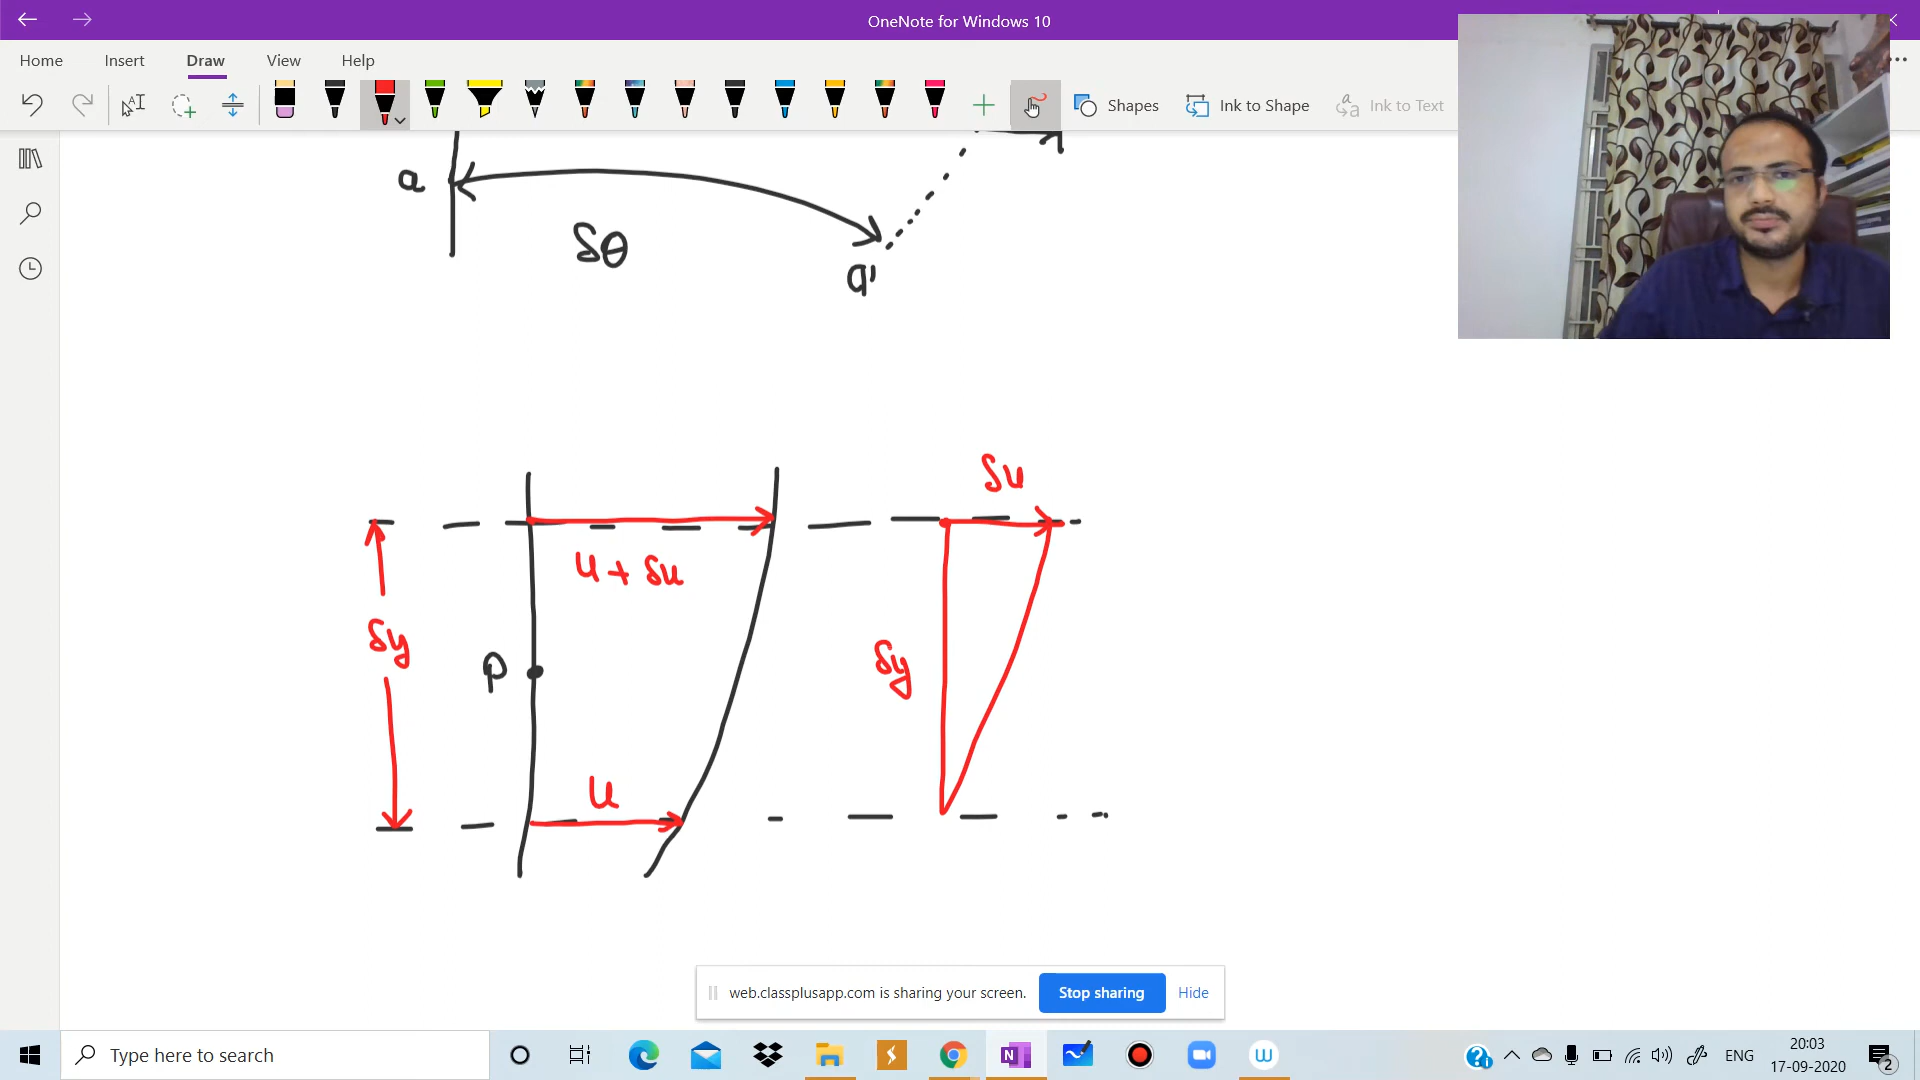 OneNote for Windows 10
Home Insert Draw View Help
Shapes Ink to Shape Ink to Text
a
δθ
a'
δu
u + δu
δy
P
δy
u
web.classplusapp.com is sharing your screen. Stop sharing Hide
Type here to search
ENG
20:03
17-09-2020
2